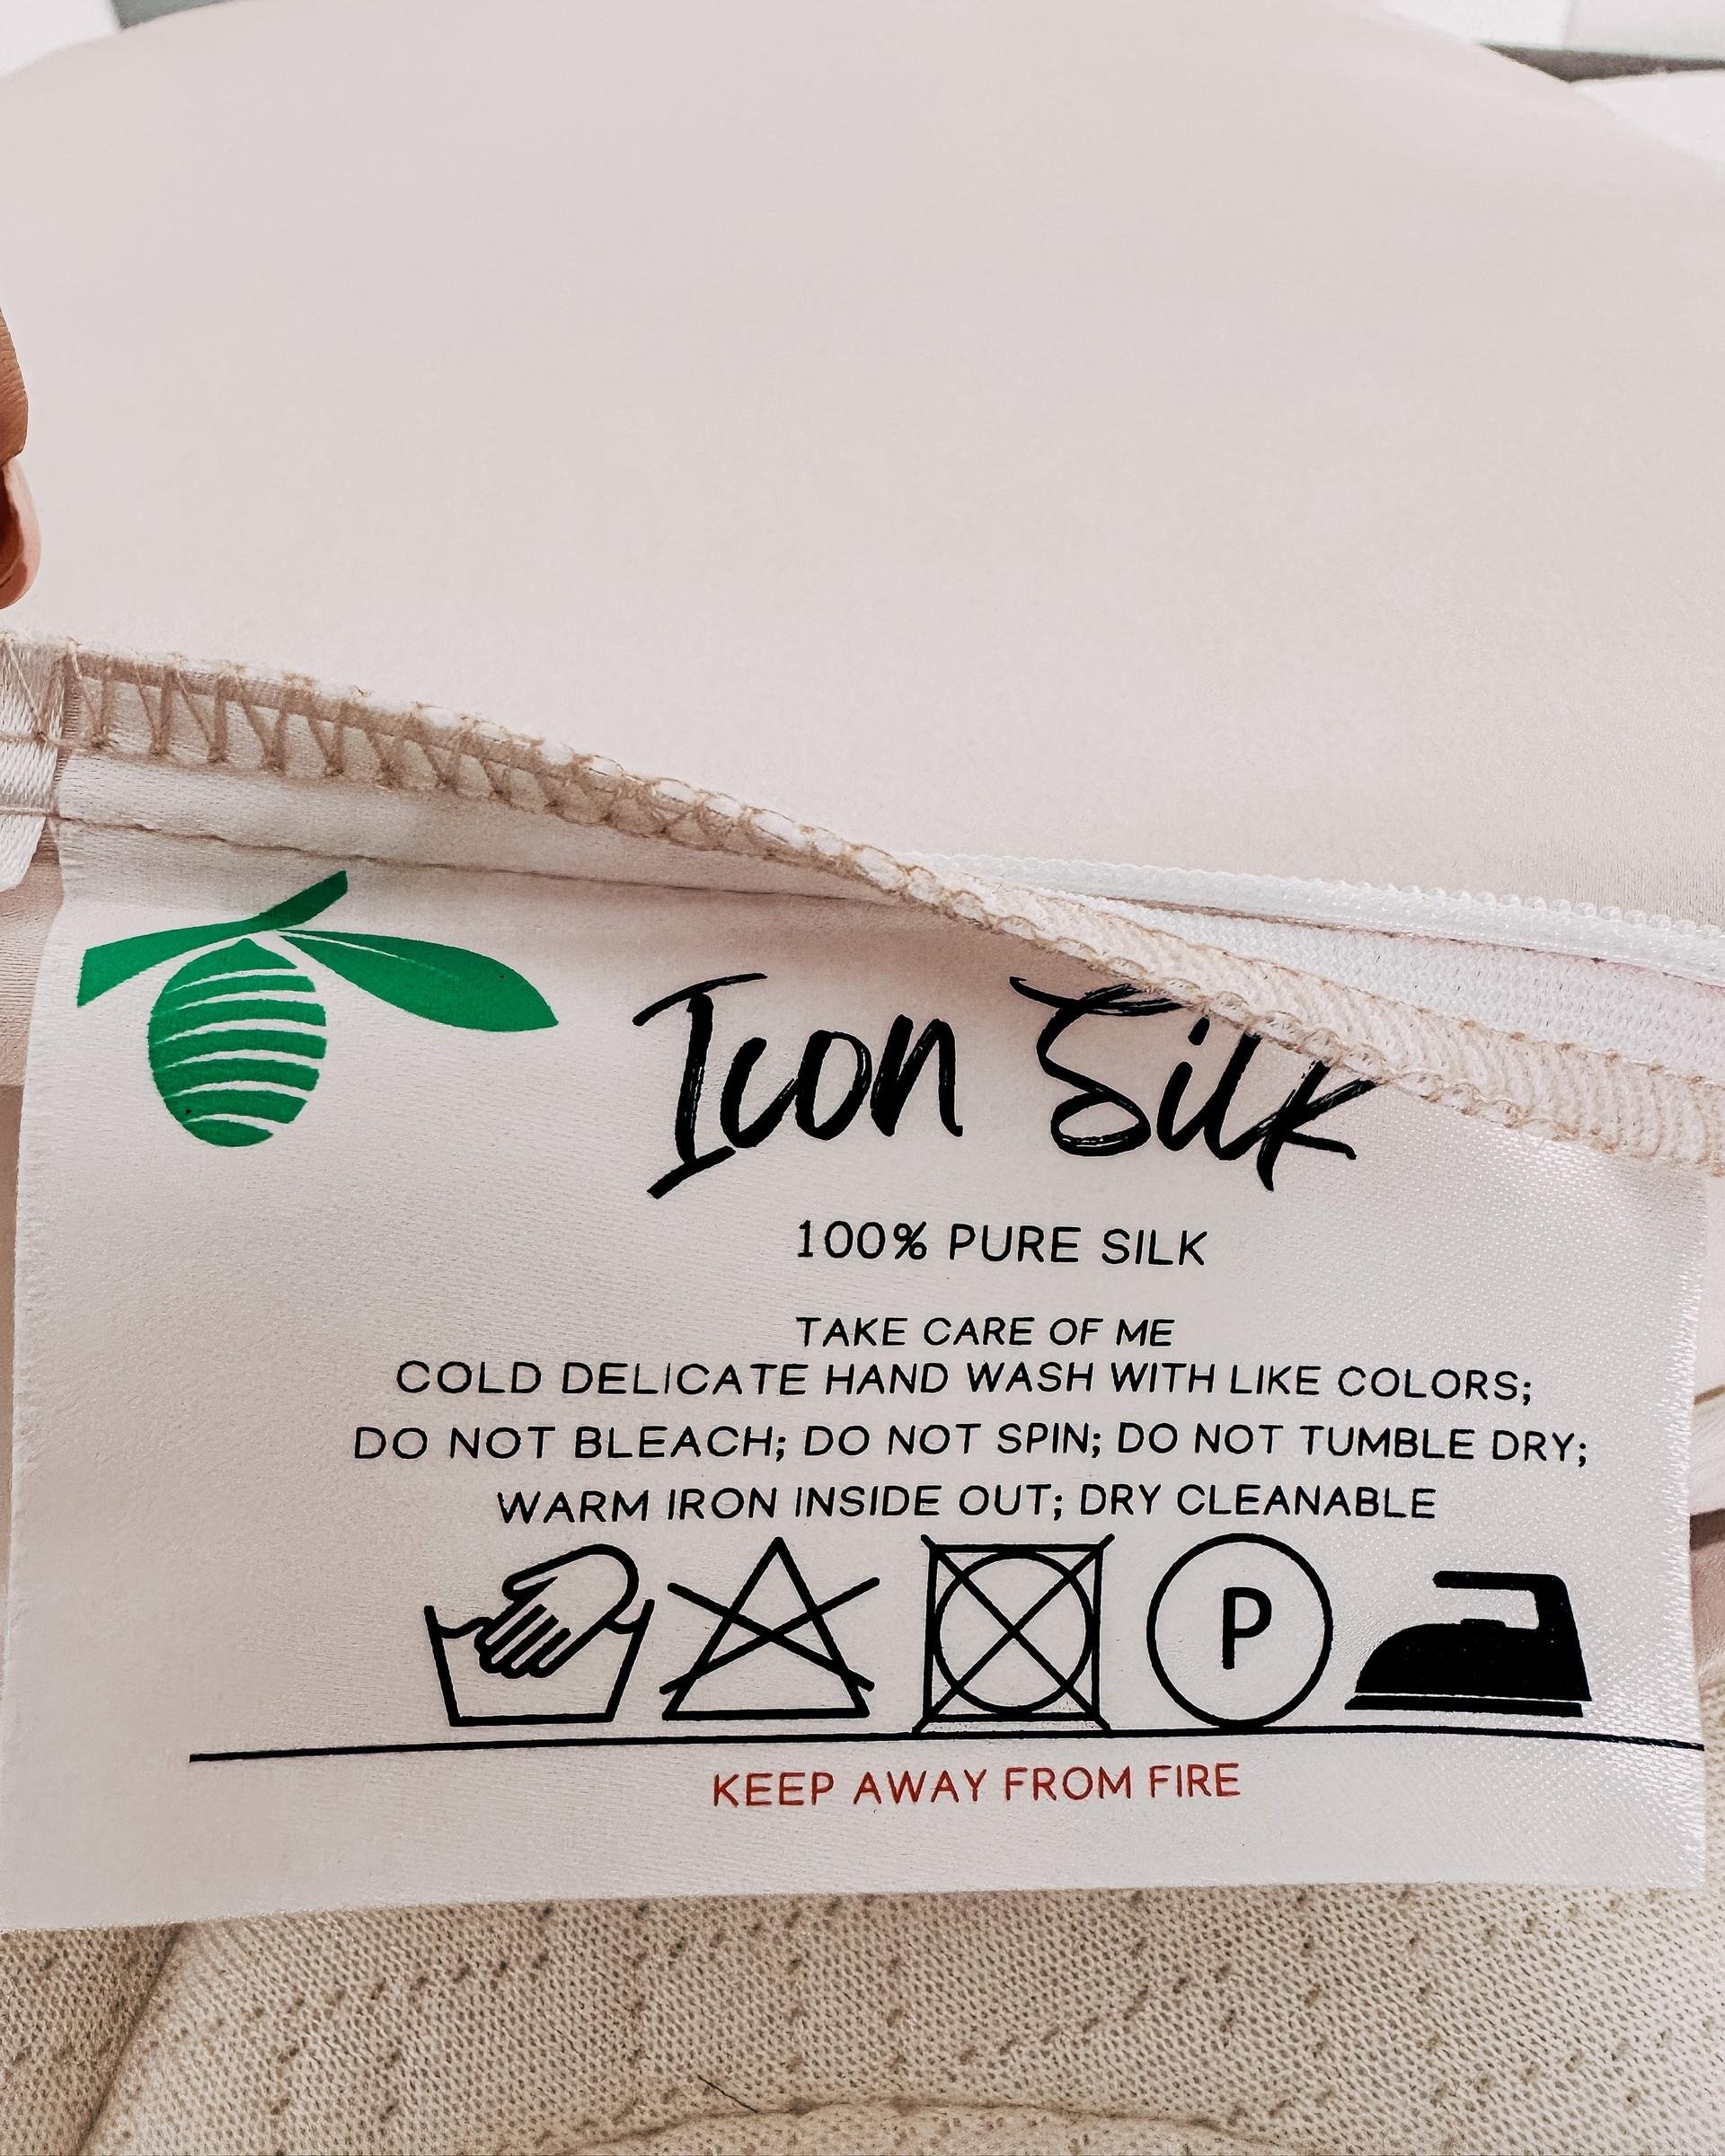 Icon Silk
100% PURE SILK
TAKE CARE OF ME
COLD DELICATE HAND WASH WITH LIKE COLORS;
DO NOT BLEACH; DO NOT SPIN; DO NOT TUMBLE DRY;
WARM IRON INSIDE OUT; DRY CLEANABLE
P
KEEP AWAY FROM FIRE